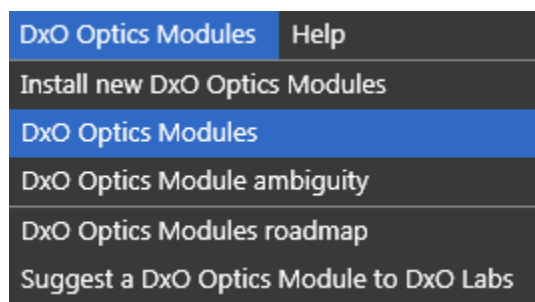 DxO Optics Modules Help
Install new DxO Optics Modules
DxO Optics Modules
DxO Optics Module ambiguity
DxO Optics Modules roadmap
Suggest a DxO Optics Module to DxO Labs